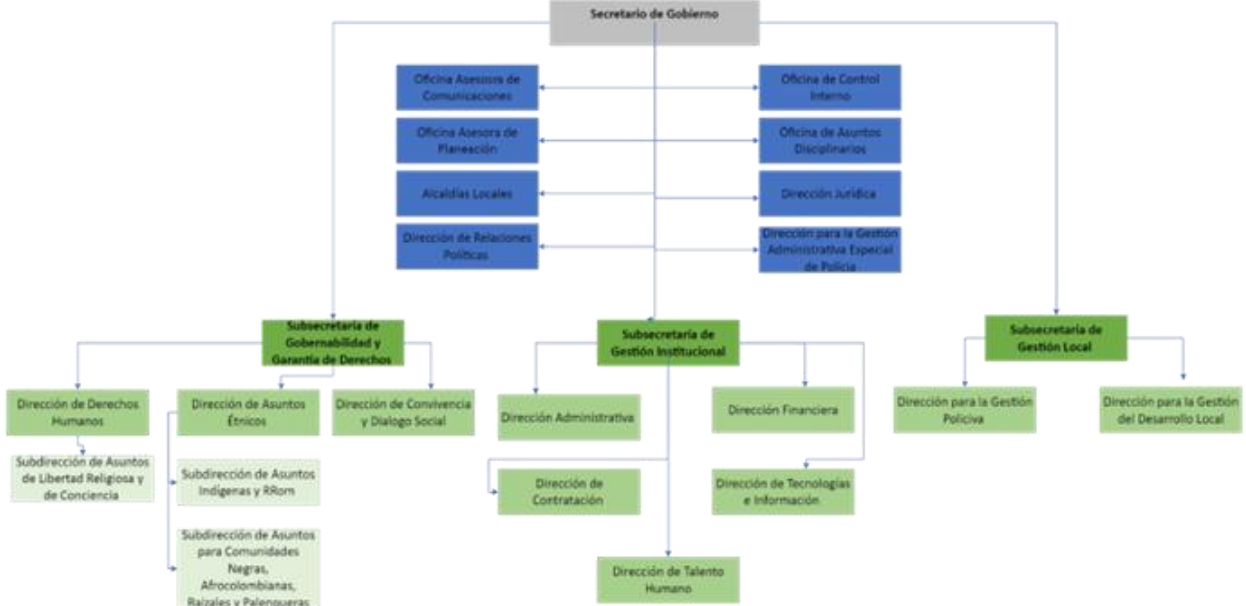 Secretario de Gobierno
Oficina Asesora de
Comunicaciones
Oficina de Control
Interno
Oficina Asesora de
Planeación
Oficina de Asuntos
Disciplinarios
Alcaldías Locales
Dirección Jurídica
Dirección de Relaciones
Políticas
Dirección para la Gestión
Administrativa Especial
de Policia
Subsecretaría de
Gobernabilidad y
Garantía de Derechos
Subsecretaría de
Gestión Institucional
Subsecretaría de
Gestión Local
Dirección de Derechos
Humanos
Dirección de Asuntos
Étnicos
Dirección de Convivencia
y Dialogo Social
Dirección Administrativa
Dirección Financiera
Dirección para la Gestión
Policiva
Dirección para la Gestión
del Desarrollo Local
Subdirección de Asuntos
de Libertad Religiosa y
de Conciencia
Subdirección de Asuntos
Indígenas y RRom
Dirección de
Contratación
Dirección de Tecnologías
e Información
Subdirección de Asuntos
para Comunidades
Negras,
Afrocolombianas,
Raizales y Palenqueras
Dirección de Talento
Humano